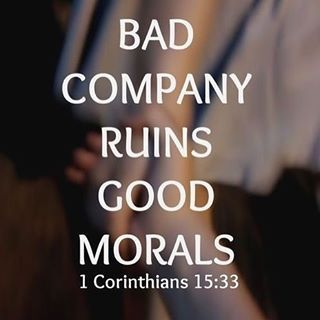 BAD
COMPANY
RUINS
GOOD
MORALS
1 Corinthians 15:33